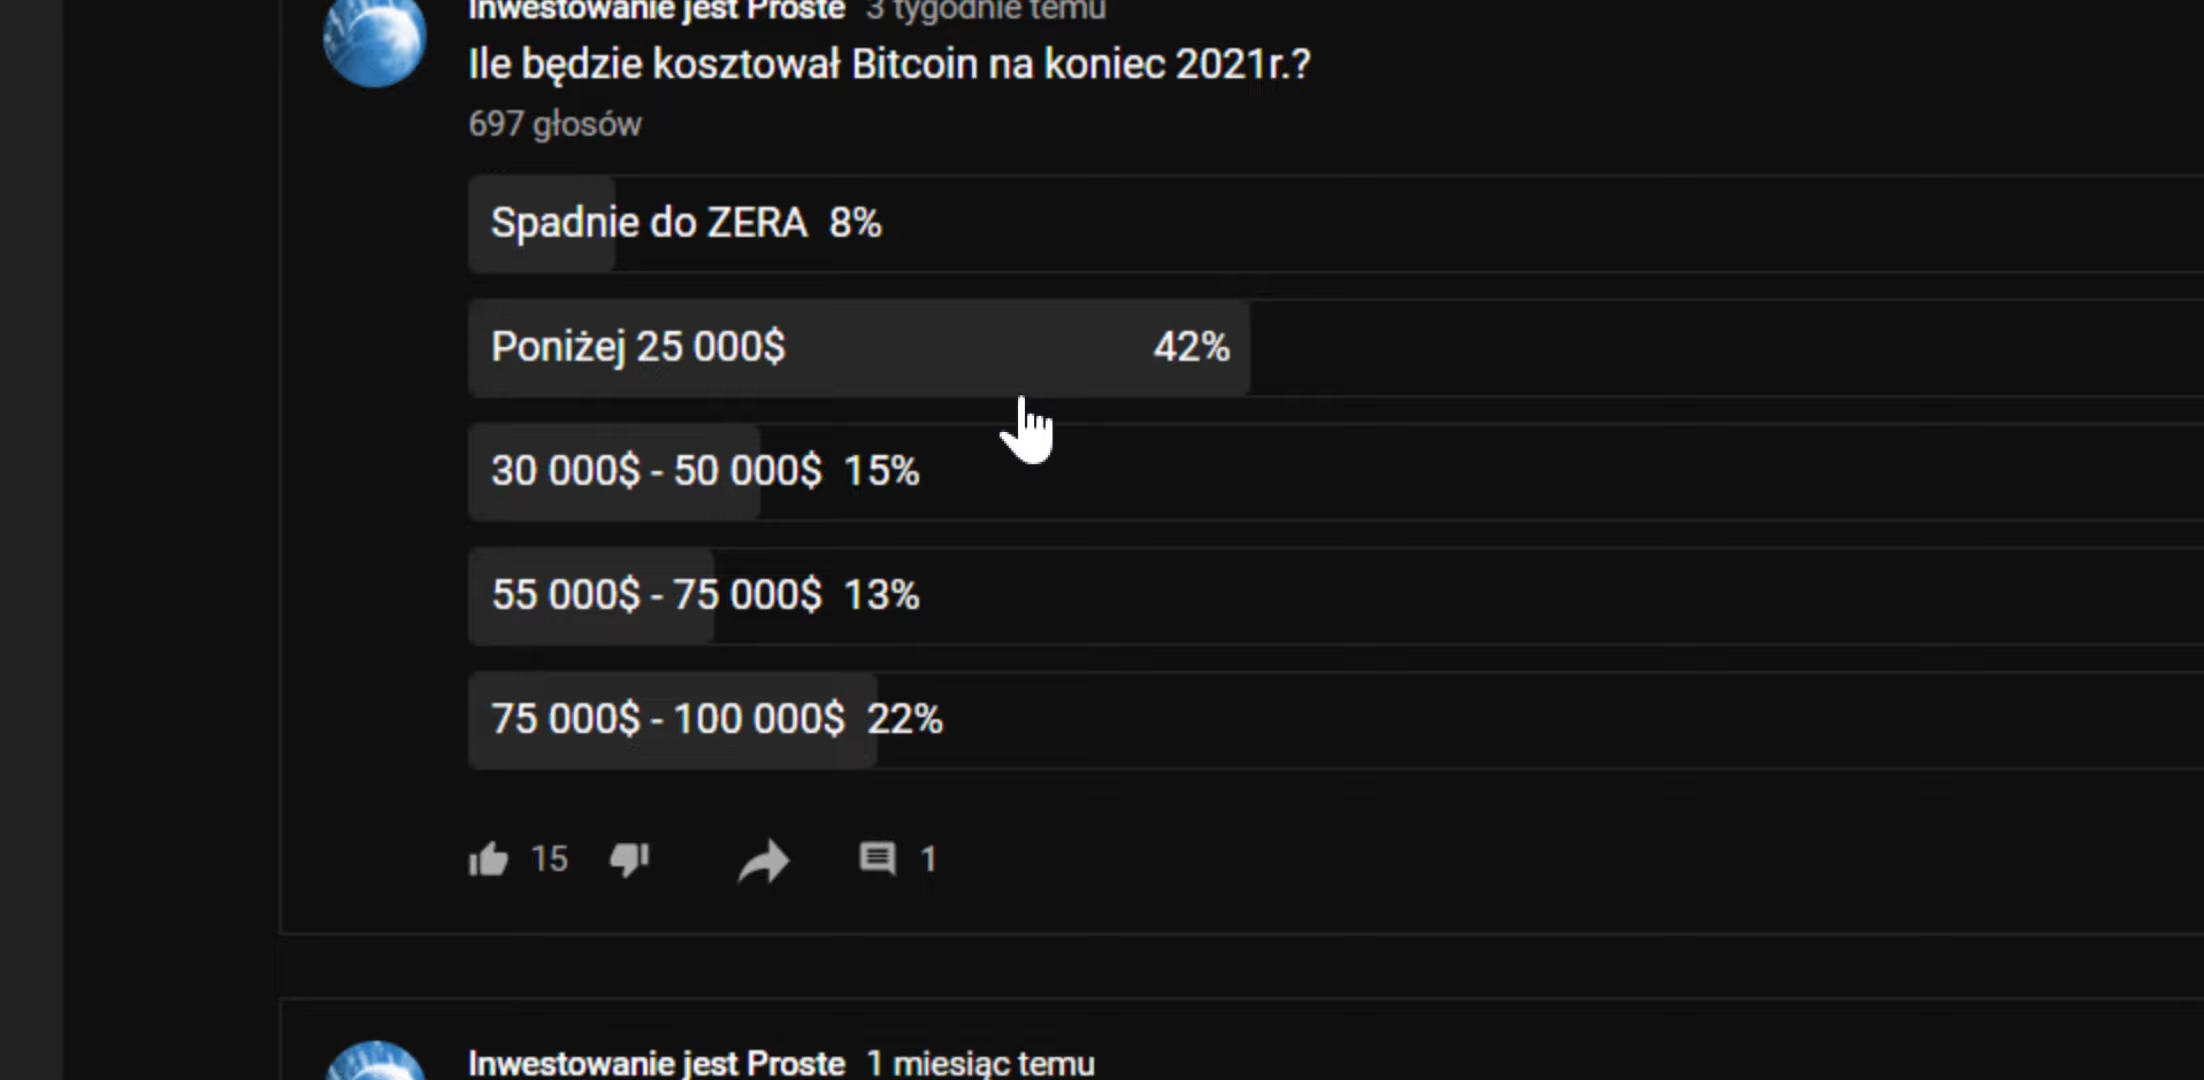 Inwestowanie jest Proste 3 tygodnie temu
Ile będzie kosztował Bitcoin na koniec 2021r.?
697 głosów
Spadnie do ZERA 8%
Poniżej 25 000$ 42%
30 000$ - 50 000$ 15%
55 000$ - 75 000$ 13%
75 000$ - 100 000$ 22%
15 1
Inwestowanie jest Proste 1 miesiąc temu